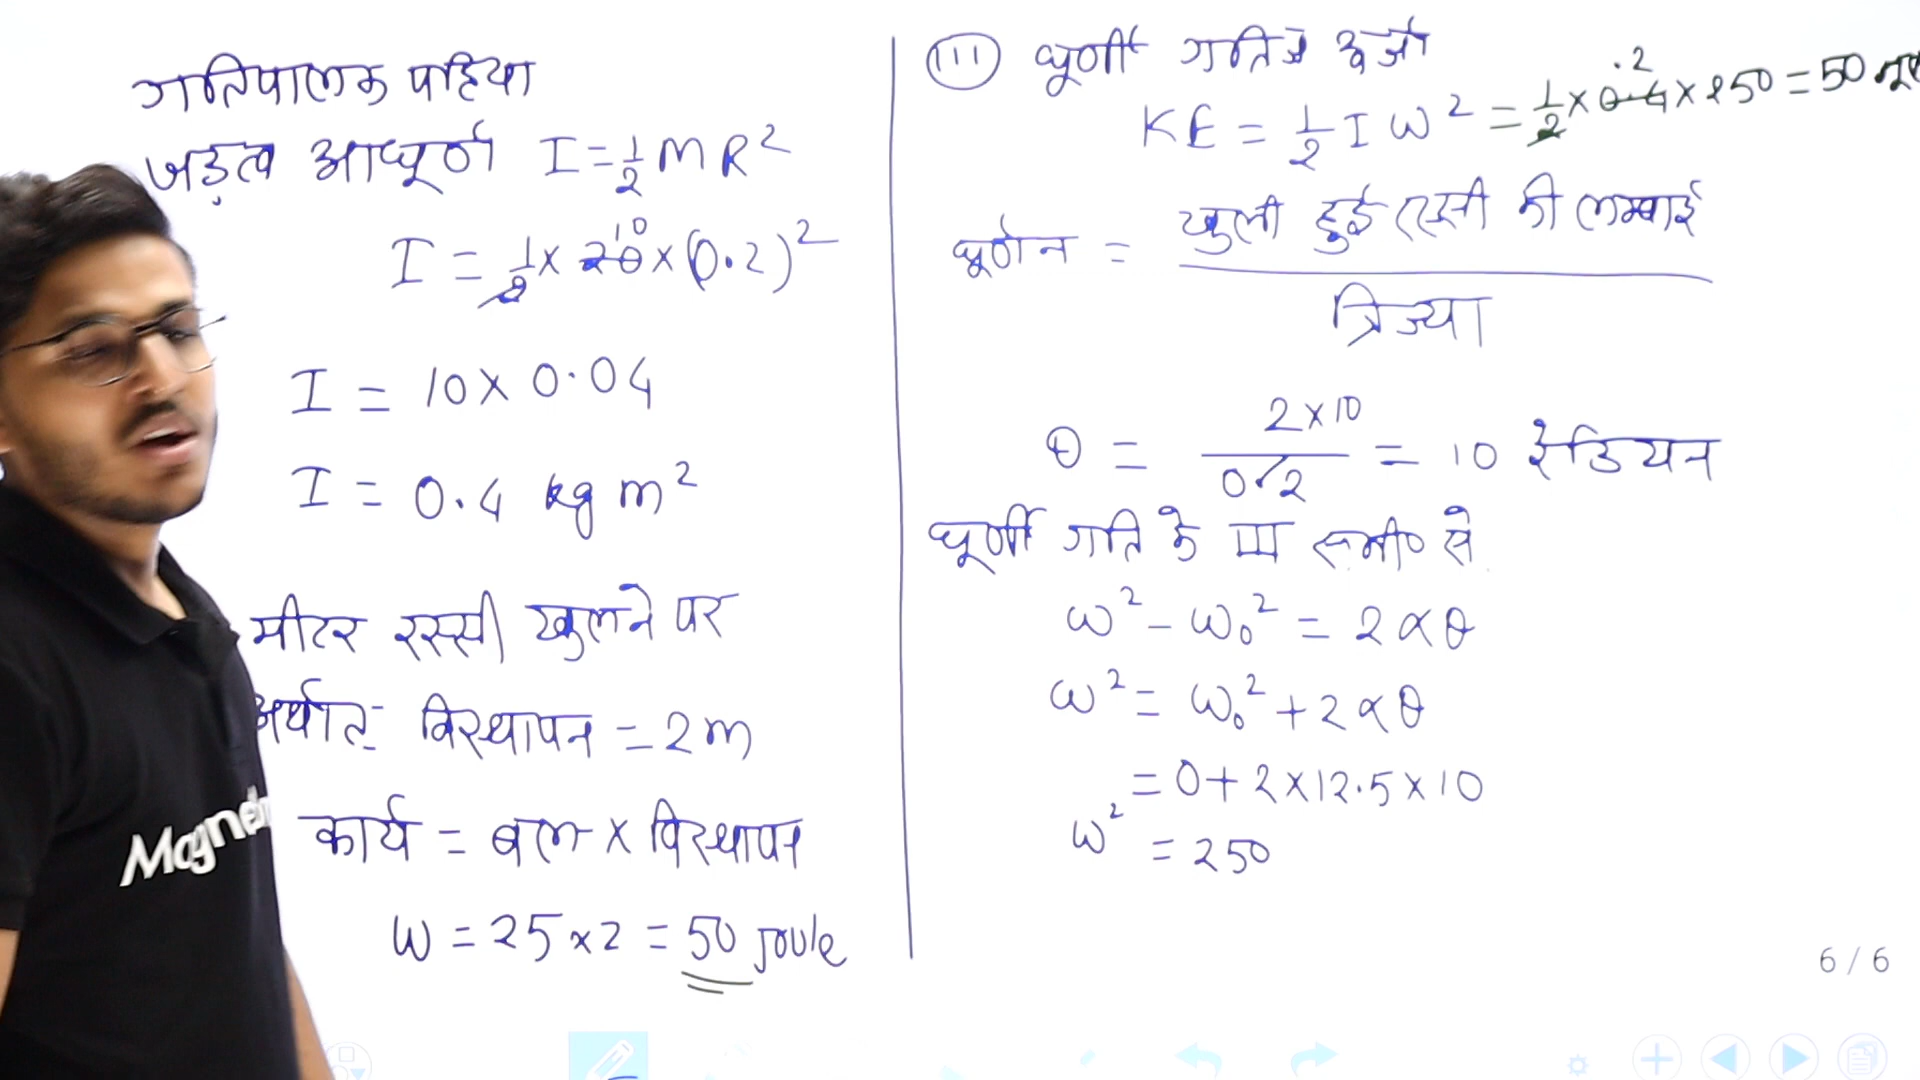 गतिपालक पहिया
जड़त्व आघूर्ण I = 1/2 M R²
I = 1/2 × 20 10 × (0.2)²
I = 10 × 0.04
I = 0.4 kg m²
मीटर रस्सी खुलने पर
अर्थात् विस्थापन = 2 m
कार्य = बल × विस्थापन
W = 25 × 2 = 50 Joule
(III) घूर्णी गतिज ऊर्जा
KE = 1/2 I ω² = 1/2 × 0.4 .2 × 250 = 50
घूर्णन = खुली हुई रस्सी की लम्बाई / त्रिज्या
θ = 2×10 / 0.2 = 10 रेडियन
घूर्णी गति के III समी० से
ω² − ω₀² = 2αθ
ω² = ω₀² + 2αθ
= 0 + 2 × 12.5 × 10
ω² = 250
6 / 6